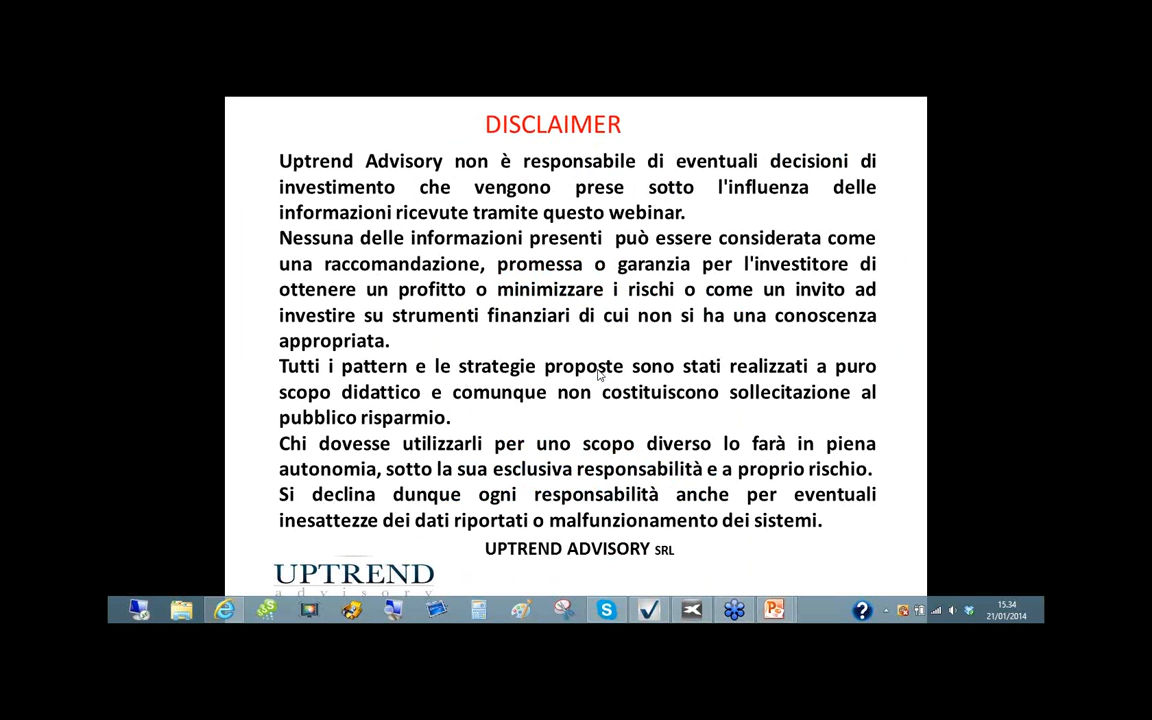 DISCLAIMER
Uptrend Advisory non è responsabile di eventuali decisioni di
investimento che vengono prese sotto l'influenza delle
informazioni ricevute tramite questo webinar.
Nessuna delle informazioni presenti può essere considerata come
una raccomandazione, promessa o garanzia per l'investitore di
ottenere un profitto o minimizzare i rischi o come un invito ad
investire su strumenti finanziari di cui non si ha una conoscenza
appropriata.
Tutti i pattern e le strategie proposte sono stati realizzati a puro
scopo didattico e comunque non costituiscono sollecitazione al
pubblico risparmio.
Chi dovesse utilizzarli per uno scopo diverso lo farà in piena
autonomia, sotto la sua esclusiva responsabilità e a proprio rischio.
Si declina dunque ogni responsabilità anche per eventuali
inesattezze dei dati riportati o malfunzionamento dei sistemi.
UPTREND ADVISORY SRL
UPTREND
advisory
15.34
21/01/2014